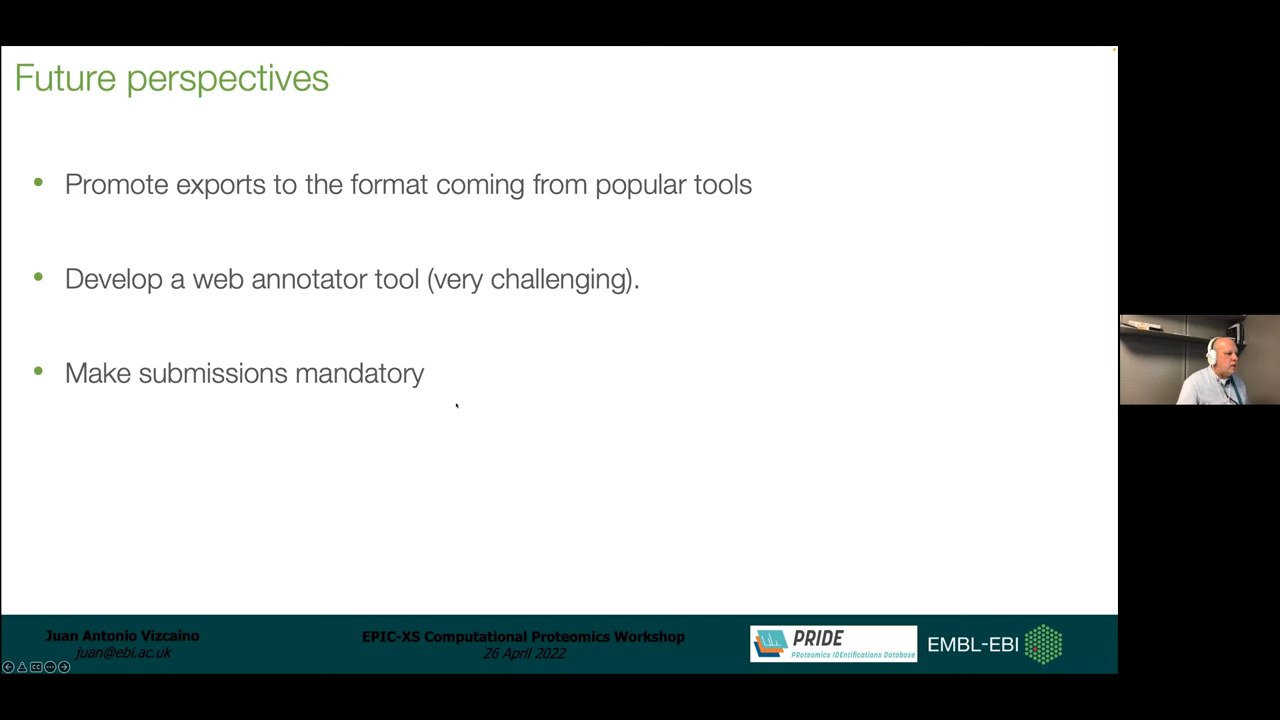 Future perspectives
• Promote exports to the format coming from popular tools
• Develop a web annotator tool (very challenging).
• Make submissions mandatory
Juan Antonio Vizcaíno
juan@ebi.ac.uk
EPIC-XS Computational Proteomics Workshop
26 April 2022
PRIDE
PRoteomics IDEntifications Database
EMBL-EBI